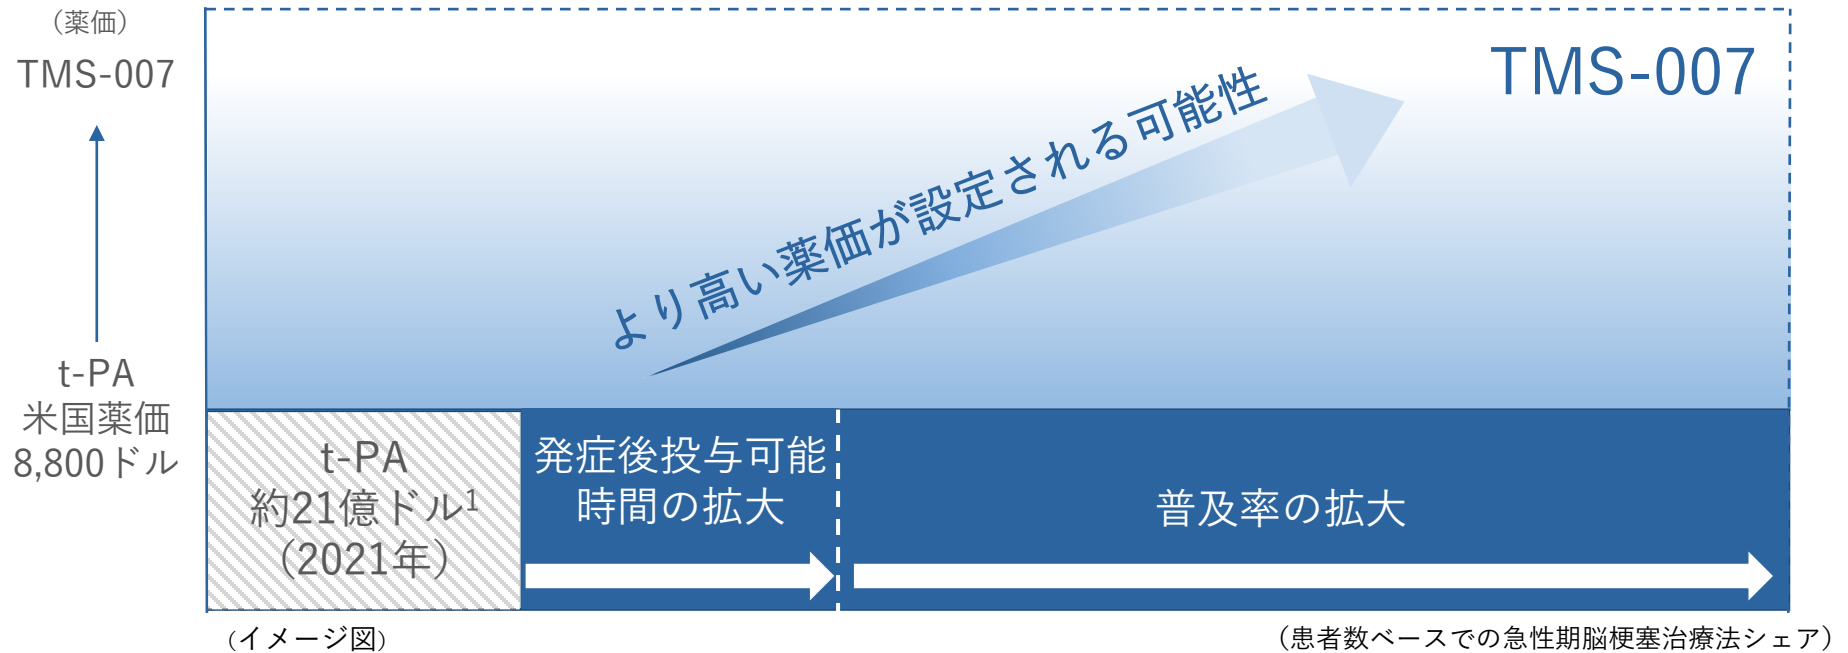 （薬価）
TMS-007
t-PA
米国薬価
8,800ドル
TMS-007
より高い薬価が設定される可能性
t-PA
約21億ドル1
（2021年）
発症後投与可能
時間の拡大
普及率の拡大
（イメージ図）
（患者数ベースでの急性期脳梗塞治療法シェア）